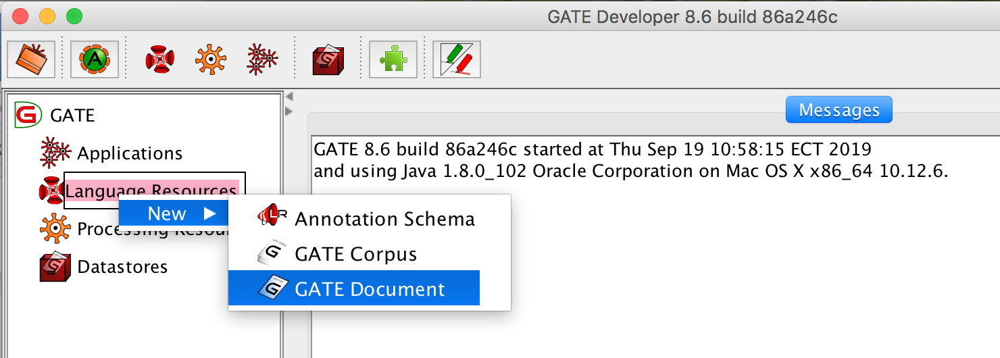 GATE Developer 8.6 build 86a246c
A
GATE
Applications
Language Resources
New
Processing Resou
Datastores
Annotation Schema
GATE Corpus
GATE Document
Messages
GATE 8.6 build 86a246c started at Thu Sep 19 10:58:15 ECT 2019
and using Java 1.8.0_102 Oracle Corporation on Mac OS X x86_64 10.12.6.